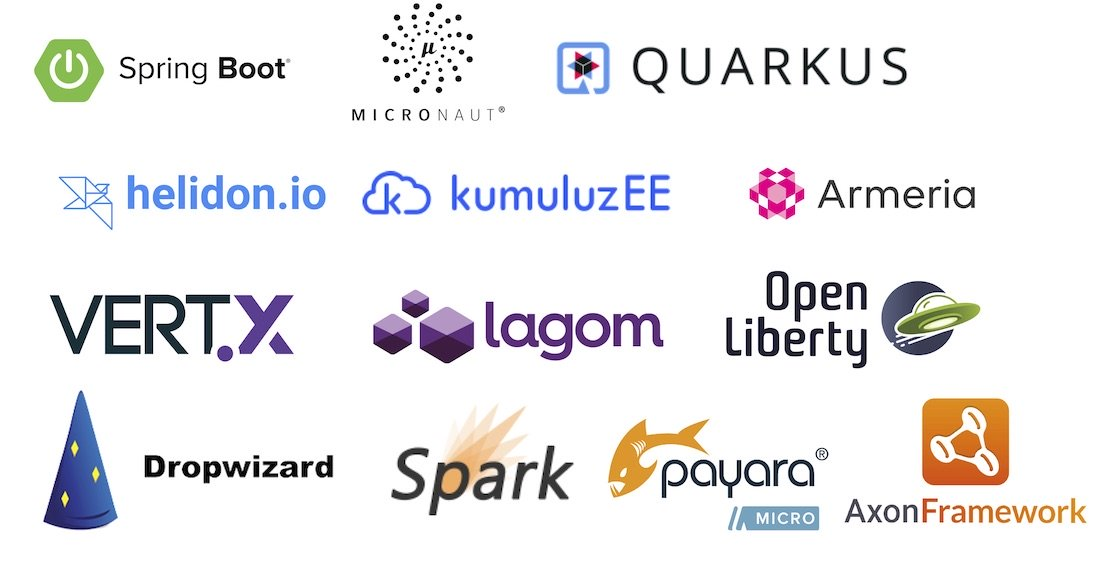 Spring Boot®
μ
MICRONAUT®
QUARKUS
helidon.io
k
kumuluzEE
Armeria
VERT.X
lagom
Open
Liberty
Dropwizard
Spark
payara®
MICRO
AxonFramework